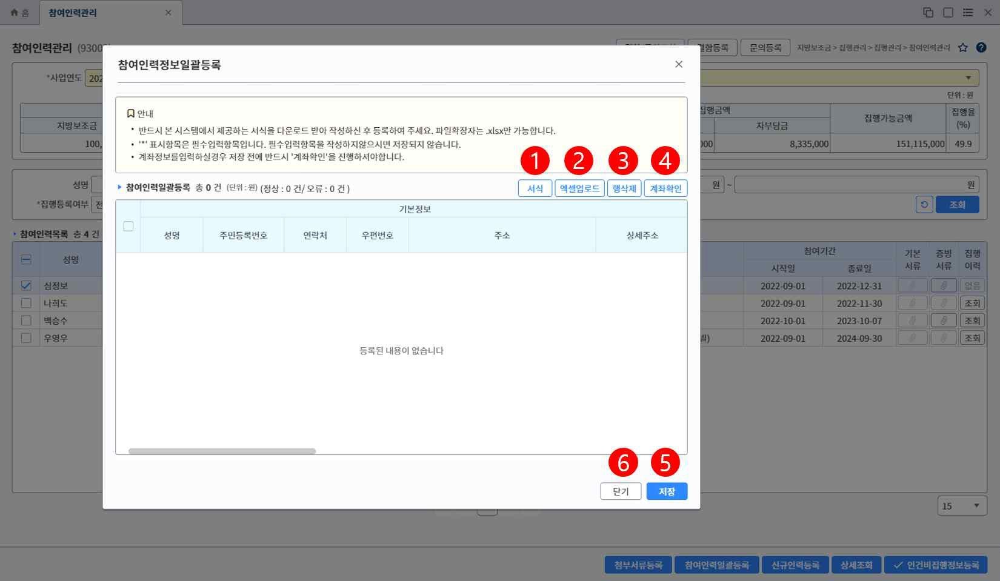 홈
참여인력관리
참여인력관리 (9300
결함등록
문의등록
지방보조금 > 집행관리 > 집행관리 > 참여인력관리
*사업연도 202
단위 : 원
지방보조금
100,
집행금액
자부담금
000
8,335,000
집행가능금액
151,115,000
집행율
(%)
49.9
성명
원 ~
원
*집행등록여부 전
조회
참여인력목록 총 4 건
성명
심정보
나희도
백승수
우영우
참여기간
시작일
종료일
기본
서류
증빙
서류
집행
이력
2022-09-01
2022-12-31
없음
2022-09-01
2022-11-30
조회
2022-10-01
2023-10-07
조회
2022-09-01
2024-09-30
조회
참여인력정보일괄등록
안내
• 반드시 본 시스템에서 제공하는 서식을 다운로드 받아 작성하신 후 등록하여 주세요. 파일확장자는 .xlsx만 가능합니다.
• '*' 표시항목은 필수입력항목입니다. 필수입력항목을 작성하지않으시면 저장되지 않습니다.
• 계좌정보를입력하실경우 저장 전에 반드시 '계좌확인'을 진행하셔야합니다.
1
2
3
4
참여인력일괄등록 총 0 건 (단위 : 원) (정상 : 0 건/ 오류 : 0 건 )
서식
엑셀업로드
행삭제
계좌확인
기본정보
성명
주민등록번호
연락처
우편번호
주소
상세주소
등록된 내용이 없습니다
6
5
닫기
저장
15
첨부서류등록
참여인력일괄등록
신규인력등록
상세조회
인건비집행정보등록